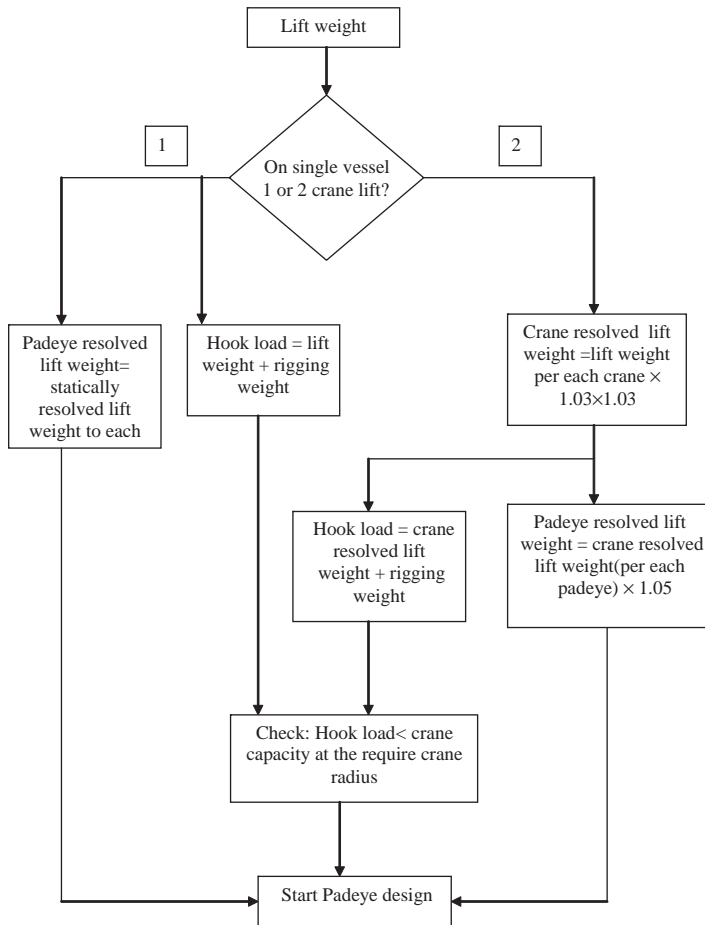 Lift weight
1
2
On single vessel
1 or 2 crane lift?
Padeye resolved
lift weight=
statically
resolved lift
weight to each
Hook load = lift
weight + rigging
weight
Crane resolved lift
weight =lift weight
per each crane ×
1.03×1.03
Hook load = crane
resolved lift
weight + rigging
weight
Padeye resolved lift
weight = crane resolved
lift weight(per each
padeye) × 1.05
Check: Hook load< crane
capacity at the require crane
radius
Start Padeye design